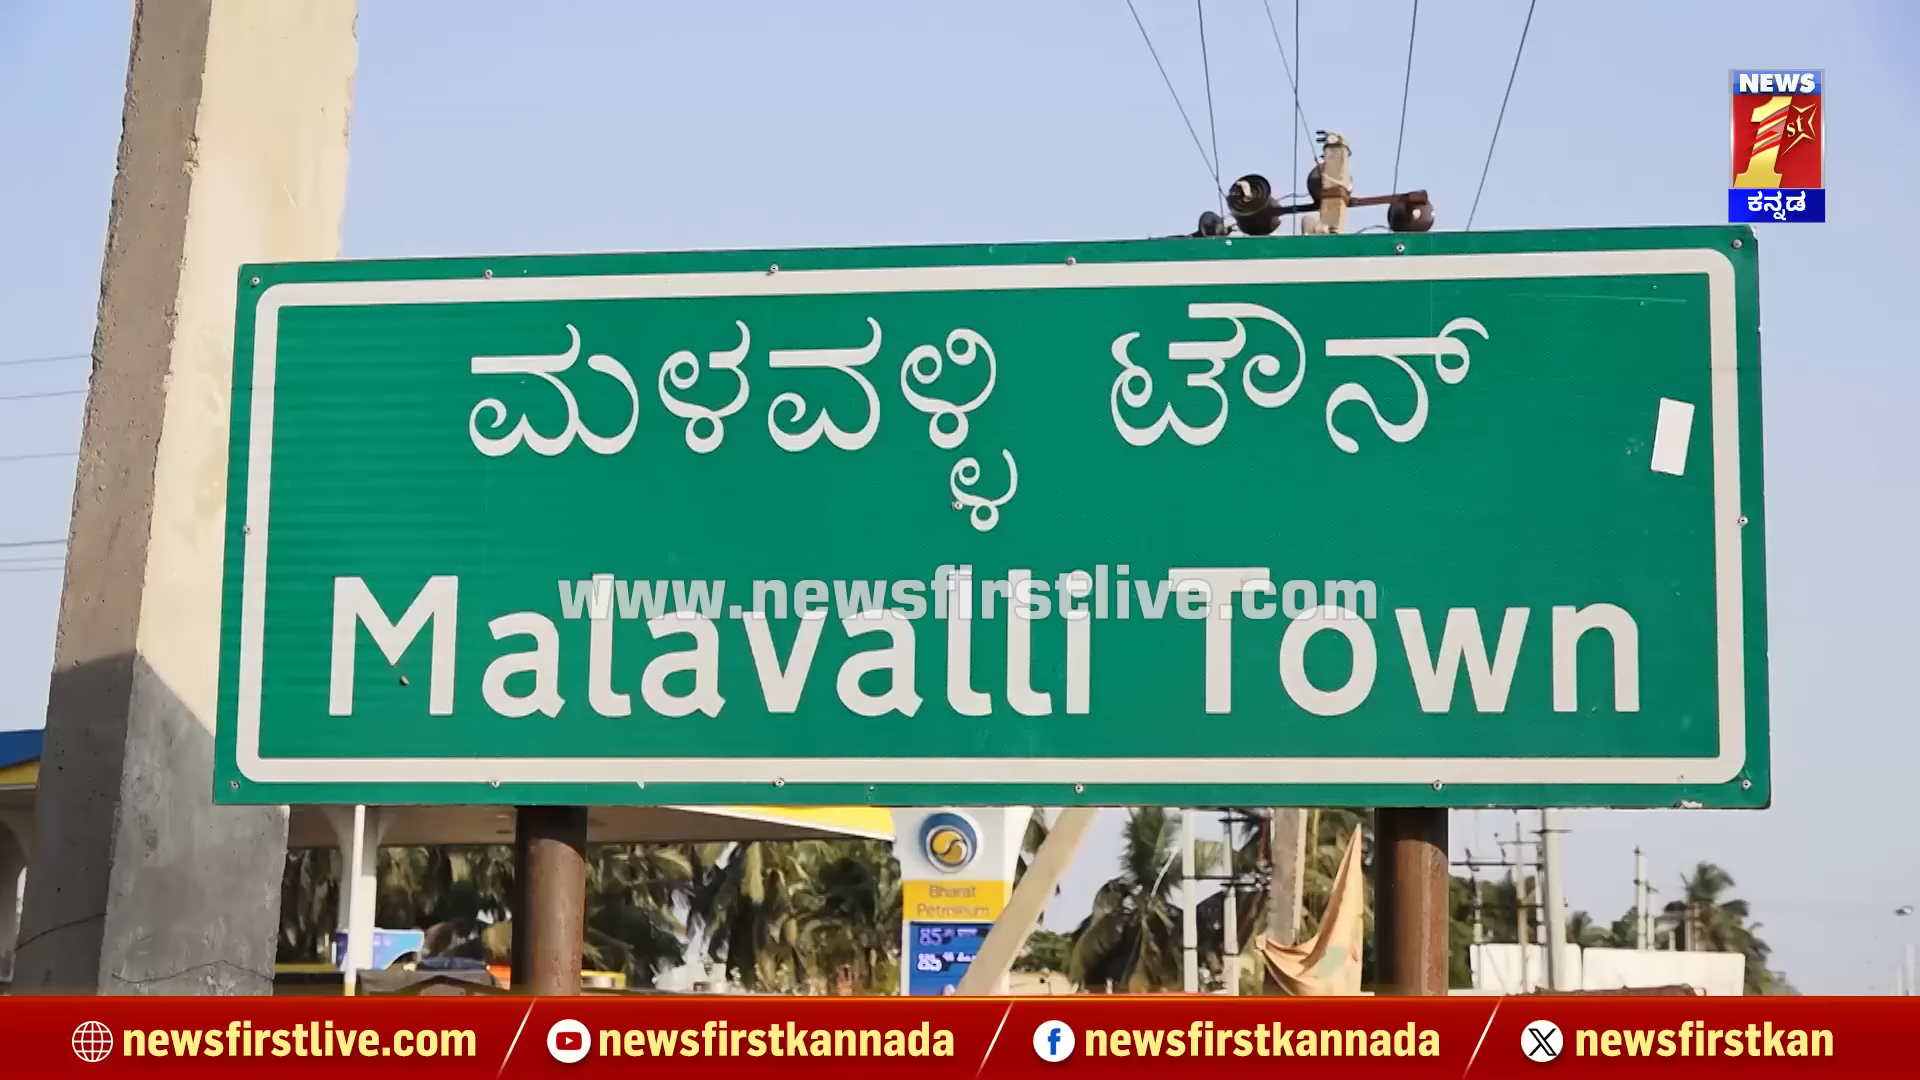 NEWS
1st
ಕನ್ನಡ
ಮಳವಳ್ಳಿ ಟೌನ್
www.newsfirstlive.com
Malavalli Town
Bharat
Petroleum
newsfirstlive.com
newsfirstkannada
newsfirstkannada
newsfirstkan